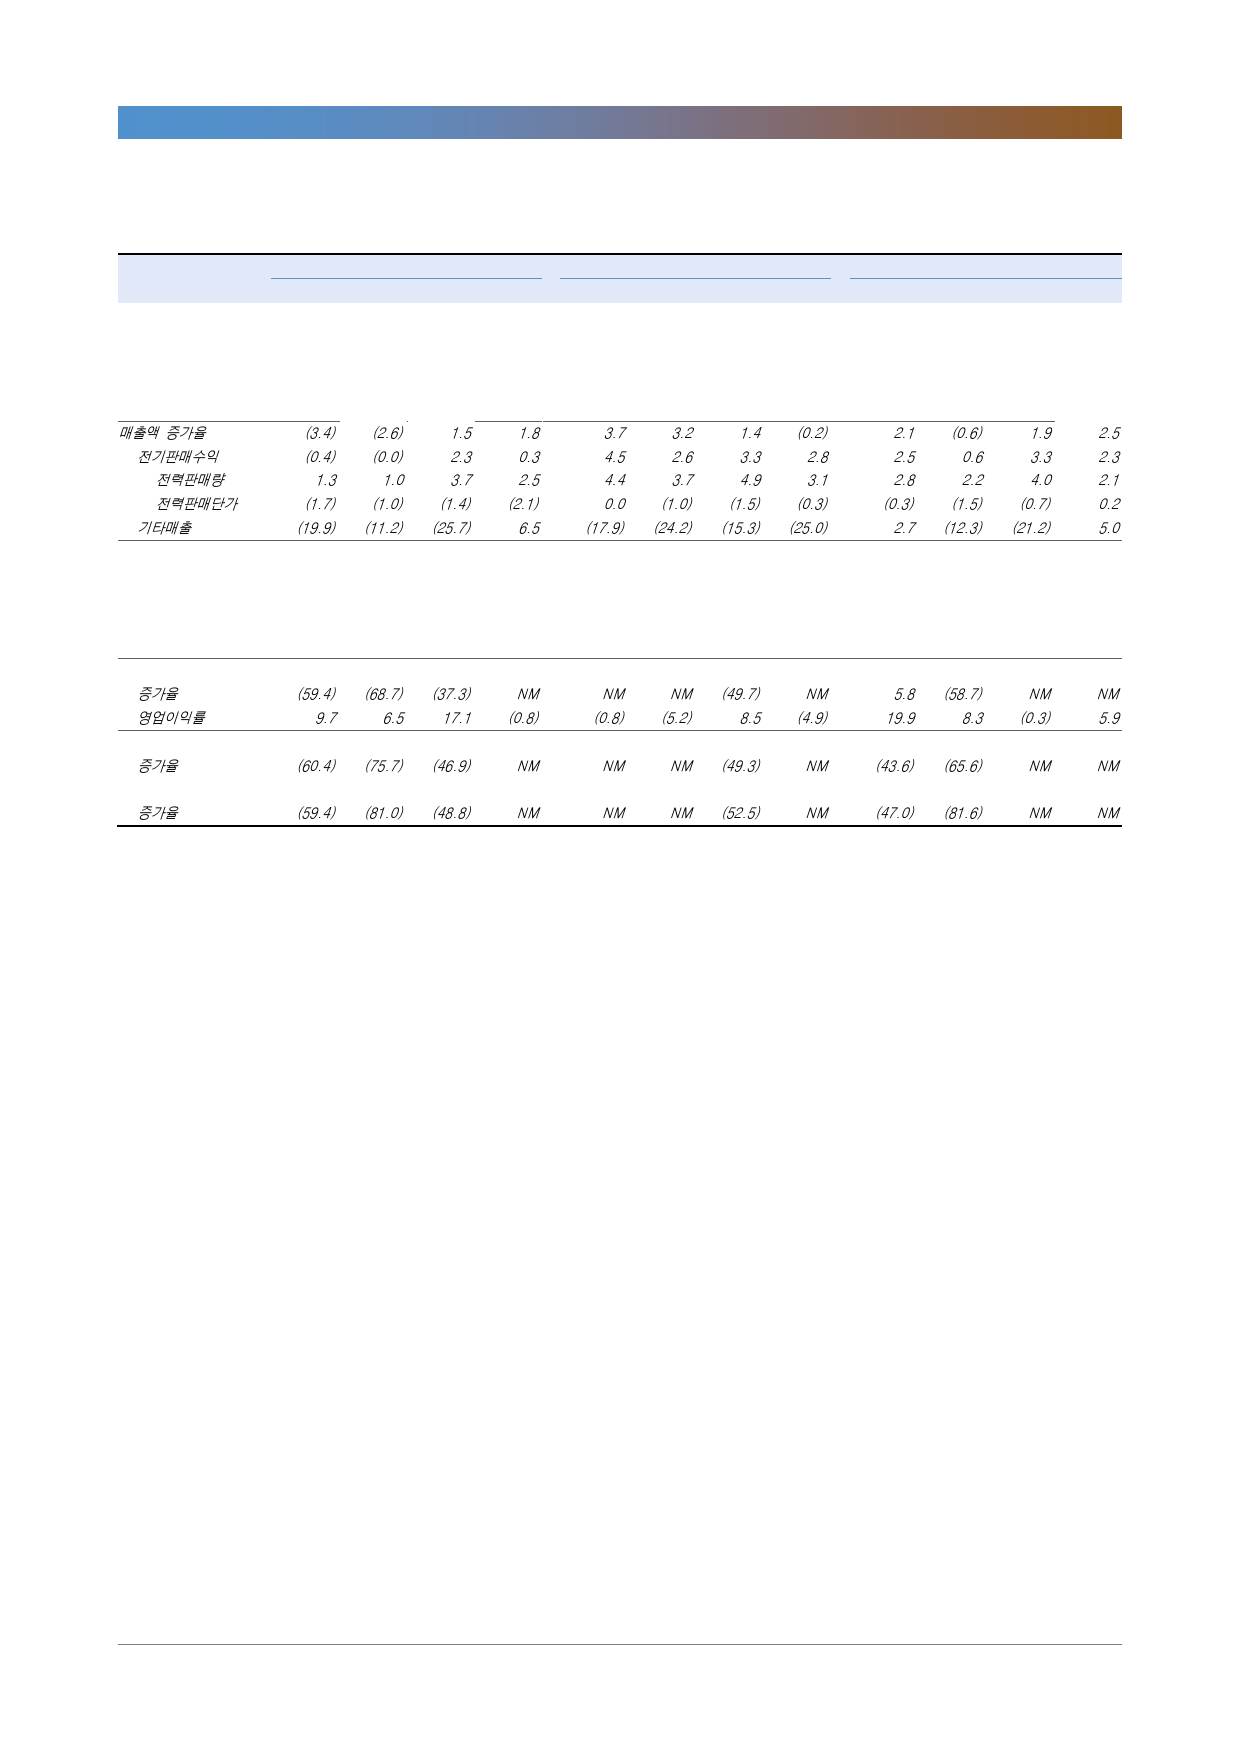 매출액 증가율 (3.4) (2.6) 1.5 1.8 3.7 3.2 1.4 (0.2) 2.1 (0.6) 1.9 2.5
전기판매수익 (0.4) (0.0) 2.3 0.3 4.5 2.6 3.3 2.8 2.5 0.6 3.3 2.3
전력판매량 1.3 1.0 3.7 2.5 4.4 3.7 4.9 3.1 2.8 2.2 4.0 2.1
전력판매단가 (1.7) (1.0) (1.4) (2.1) 0.0 (1.0) (1.5) (0.3) (0.3) (1.5) (0.7) 0.2
기타매출 (19.9) (11.2) (25.7) 6.5 (17.9) (24.2) (15.3) (25.0) 2.7 (12.3) (21.2) 5.0
증가율 (59.4) (68.7) (37.3) NM NM NM (49.7) NM 5.8 (58.7) NM NM
영업이익률 9.7 6.5 17.1 (0.8) (0.8) (5.2) 8.5 (4.9) 19.9 8.3 (0.3) 5.9
증가율 (60.4) (75.7) (46.9) NM NM NM (49.3) NM (43.6) (65.6) NM NM
증가율 (59.4) (81.0) (48.8) NM NM NM (52.5) NM (47.0) (81.6) NM NM